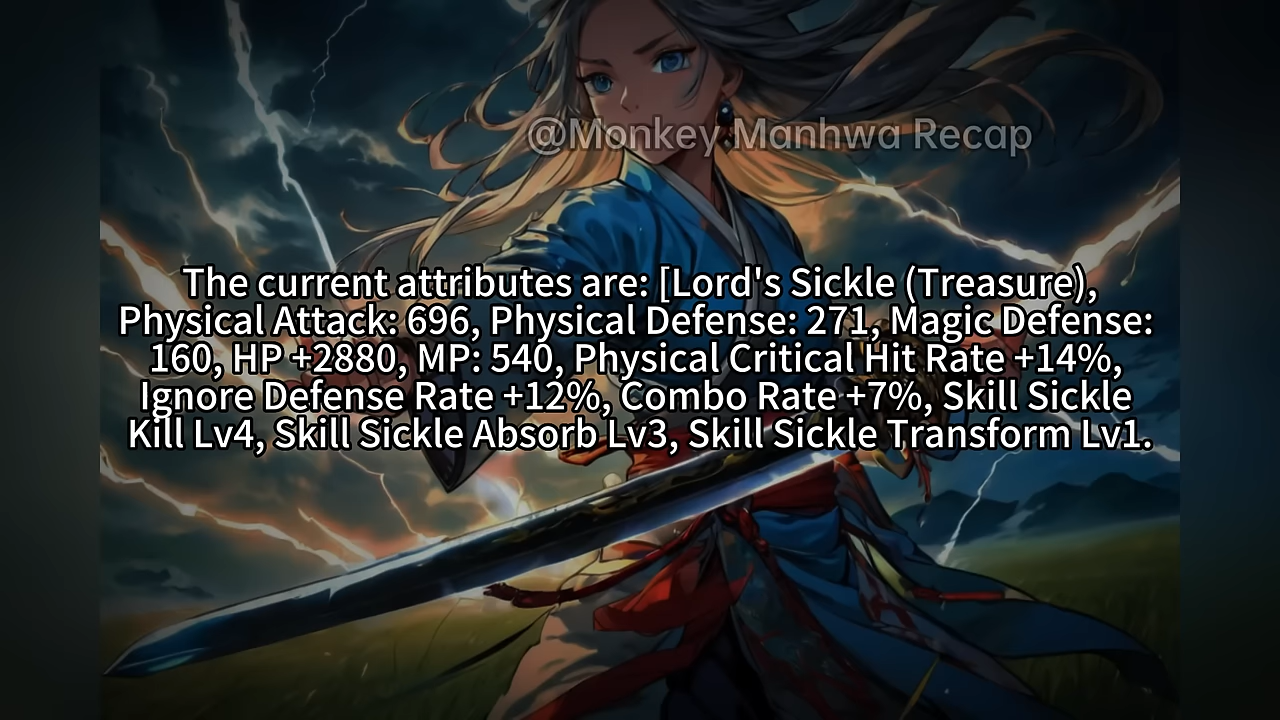 @Monkey Manhwa Recap
The current attributes are: [Lord's Sickle (Treasure),
Physical Attack: 696, Physical Defense: 271, Magic Defense:
160, HP +2880, MP: 540, Physical Critical Hit Rate +14%,
Ignore Defense Rate +12%, Combo Rate +7%, Skill Sickle
Kill Lv4, Skill Sickle Absorb Lv3, Skill Sickle Transform Lv1.